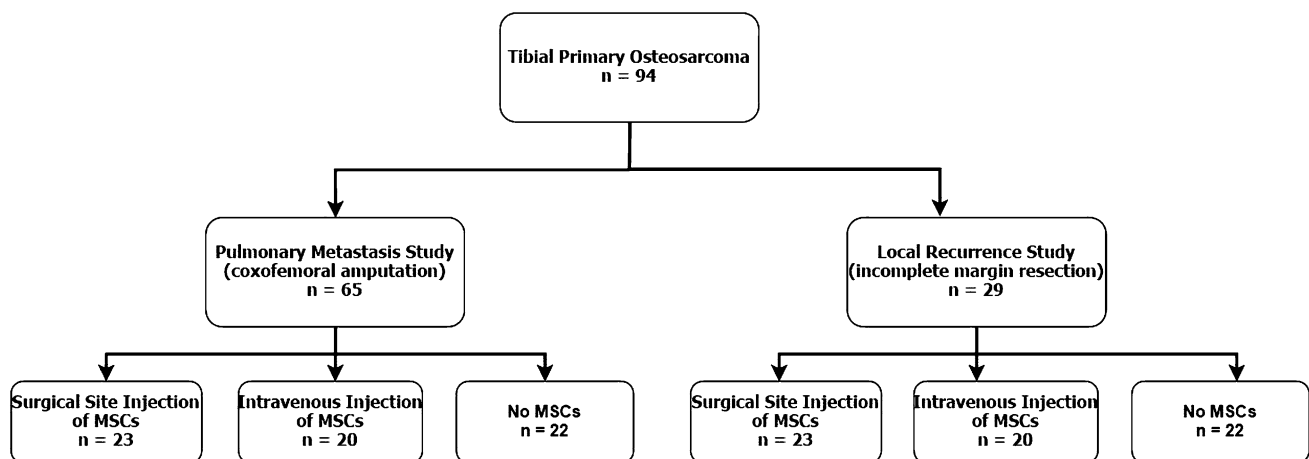 Tibial Primary Osteosarcoma
n = 94
Pulmonary Metastasis Study
(coxofemoral amputation)
n = 65
Local Recurrence Study
(incomplete margin resection)
n = 29
Surgical Site Injection
of MSCs
n = 23
Intravenous Injection
of MSCs
n = 20
No MSCs
n = 22
Surgical Site Injection
of MSCs
n = 23
Intravenous Injection
of MSCs
n = 20
No MSCs
n = 22